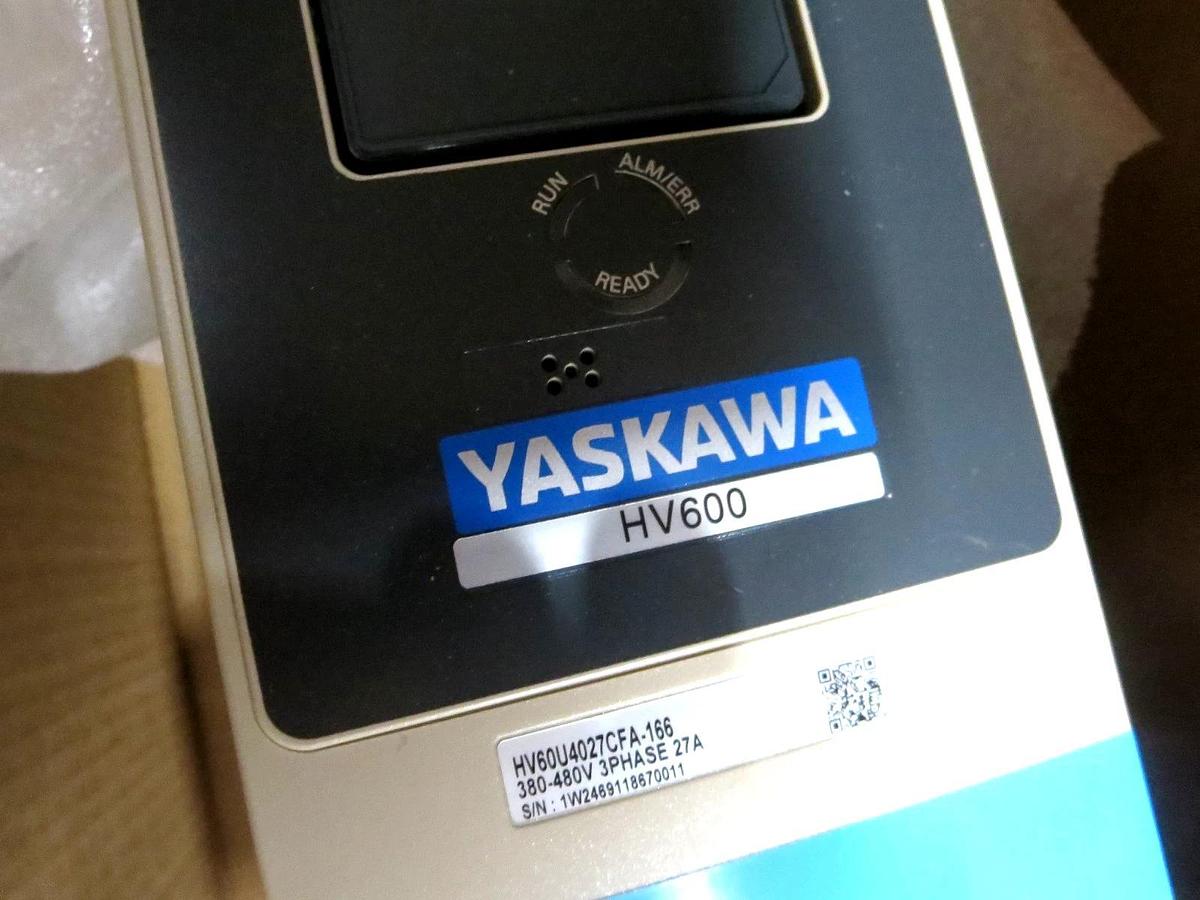 RUN
ALM/ERR
READY
YASKAWA
HV600
HV60U4027CFA-166
380-480V 3PHASE 27A
S/N : 1W2469118670011